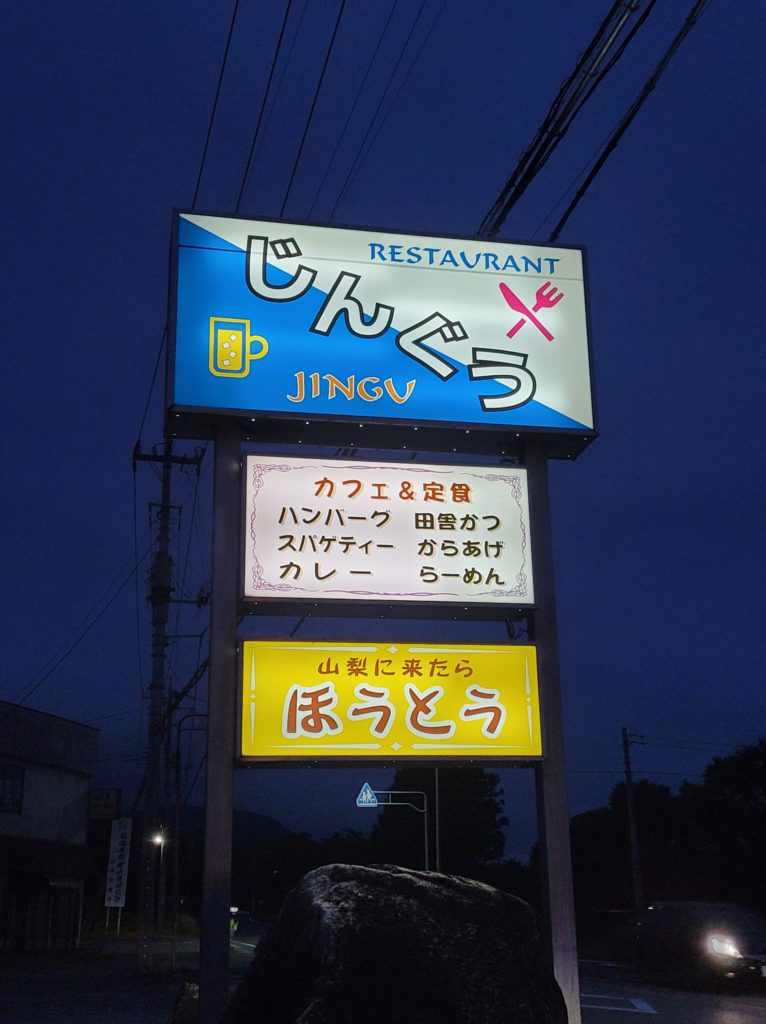 RESTAURANT
じんぐう
JINGU
カフェ&定食
ハンバーグ 田舎かつ
スパゲティー からあげ
カレー らーめん
山梨に来たら
ほうとう